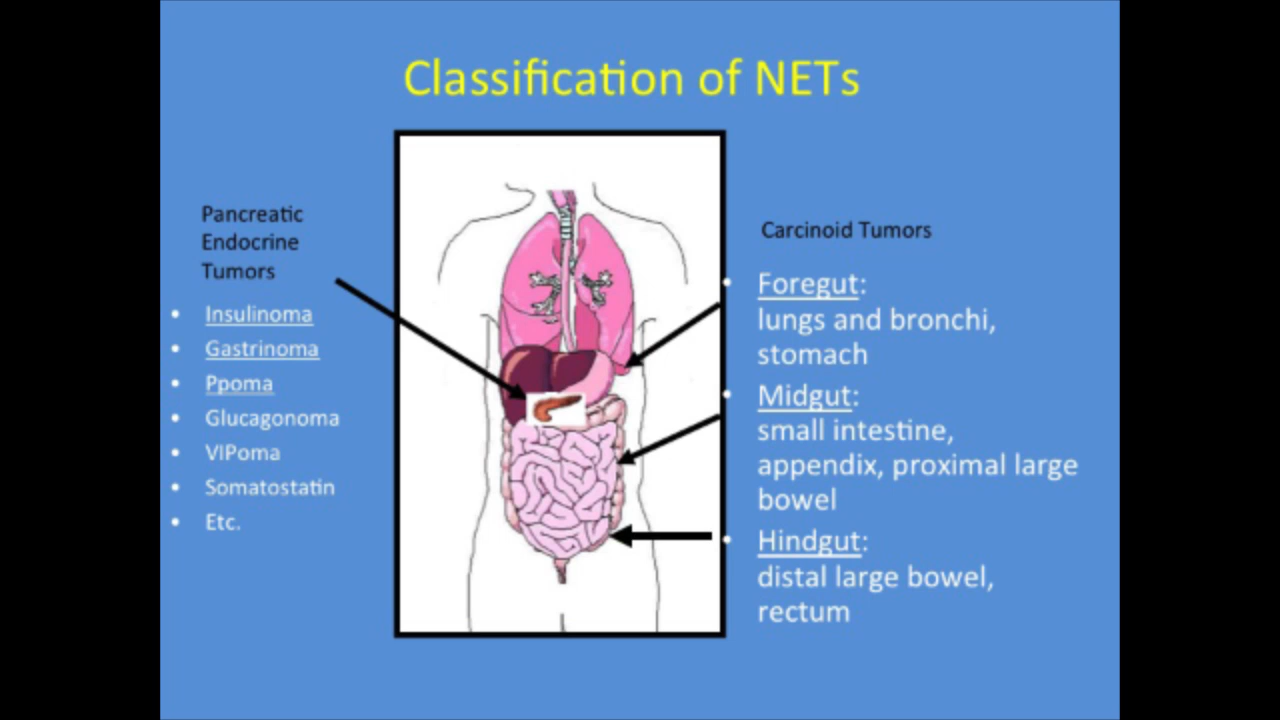 Classification of NETs
Pancreatic
Endocrine
Tumors
• Insulinoma
• Gastrinoma
• Ppoma
• Glucagonoma
• VIPoma
• Somatostatin
• Etc.
Carcinoid Tumors
• Foregut:
lungs and bronchi,
stomach
• Midgut:
small intestine,
appendix, proximal large
bowel
• Hindgut:
distal large bowel,
rectum